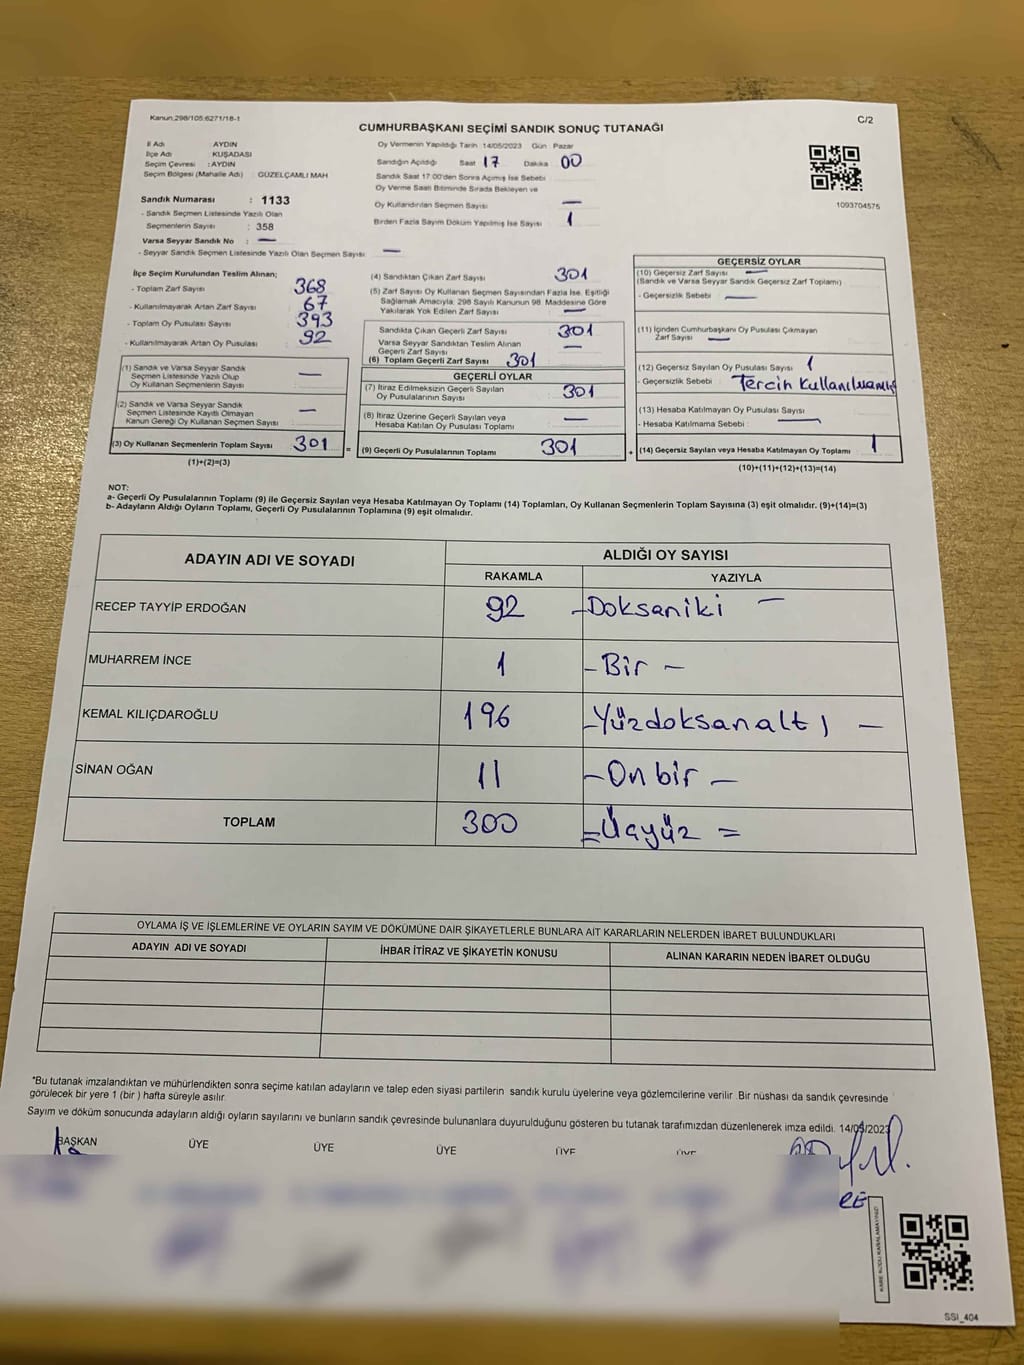 Kanun:298/105:6271/18-1
C/2
CUMHURBAŞKANI SEÇİMİ SANDIK SONUÇ TUTANAĞI
İl Adı AYDIN
İlçe Adı KUŞADASI
Seçim Çevresi : AYDIN
Seçim Bölgesi (Mahalle Adı) GÜZELÇAMLI MAH
Sandık Numarası : 1133
- Sandık Seçmen Listesinde Yazılı Olan
Seçmenlerin Sayısı : 358
Varsa Seyyar Sandık No : —
- Seyyar Sandık Seçmen Listesinde Yazılı Olan Seçmen Sayısı: —
Oy Vermenin Yapıldığı Tarih 14/05/2023 Gün Pazar
Sandığın Açıldığı Saat 17 Dakika 00
Sandık Saat 17:00'den Sonra Açılmış İse Sebebi
Oy Verme Saati Bitiminde Sırada Bekleyen ve
Oy Kullandırılan Seçmen Sayısı —
Birden Fazla Sayım Döküm Yapılmış İse Sayısı 1
1093704575
İlçe Seçim Kurulundan Teslim Alınan;
- Toplam Zarf Sayısı : 368
- Kullanılmayarak Artan Zarf Sayısı : 67
- Toplam Oy Pusulası Sayısı : 393
- Kullanılmayarak Artan Oy Pusulası : 92
(1) Sandık ve Varsa Seyyar Sandık
Seçmen Listesinde Yazılı Olup
Oy Kullanan Seçmenlerin Sayısı —
(2) Sandık ve Varsa Seyyar Sandık
Seçmen Listesinde Kayıtlı Olmayan
Kanun Gereği Oy Kullanan Seçmen Sayısı —
(3) Oy Kullanan Seçmenlerin Toplam Sayısı 301 =
(1)+(2)=(3)
(4) Sandıktan Çıkan Zarf Sayısı 301
(5) Zarf Sayısı Oy Kullanan Seçmen Sayısından Fazla İse, Eşitliği
Sağlamak Amacıyla, 298 Sayılı Kanunun 98. Maddesine Göre
Yakılarak Yok Edilen Zarf Sayısı —
Sandıkta Çıkan Geçerli Zarf Sayısı 301
Varsa Seyyar Sandıktan Teslim Alınan
Geçerli Zarf Sayısı —
(6) Toplam Geçerli Zarf Sayısı 301
GEÇERLİ OYLAR
(7) İtiraz Edilmeksizin Geçerli Sayılan
Oy Pusulalarının Sayısı 301
(8) İtiraz Üzerine Geçerli Sayılan veya
Hesaba Katılan Oy Pusulası Toplamı —
(9) Geçerli Oy Pusulalarının Toplamı 301 +
GEÇERSİZ OYLAR
(10) Geçersiz Zarf Sayısı —
(Sandık ve Varsa Seyyar Sandık Geçersiz Zarf Toplamı)
- Geçersizlik Sebebi : —
(11) İçinden Cumhurbaşkanı Oy Pusulası Çıkmayan
Zarf Sayısı —
(12) Geçersiz Sayılan Oy Pusulası Sayısı 1
- Geçersizlik Sebebi : Tercih Kullanılmamış
(13) Hesaba Katılmayan Oy Pusulası Sayısı —
- Hesaba Katılmama Sebebi :
(14) Geçersiz Sayılan veya Hesaba Katılmayan Oy Toplamı 1
(10)+(11)+(12)+(13)=(14)
NOT:
a- Geçerli Oy Pusulalarının Toplamı (9) ile Geçersiz Sayılan veya Hesaba Katılmayan Oy Toplamı (14) Toplamları, Oy Kullanan Seçmenlerin Toplam Sayısına (3) eşit olmalıdır. (9)+(14)=(3)
b- Adayların Aldığı Oyların Toplamı, Geçerli Oy Pusulalarının Toplamına (9) eşit olmalıdır.
ADAYIN ADI VE SOYADI ALDIĞI OY SAYISI
RAKAMLA YAZIYLA
RECEP TAYYİP ERDOĞAN 92 - Doksaniki —
MUHARREM İNCE 1 - Bir -
KEMAL KILIÇDAROĞLU 196 - Yüzdoksanaltı —
SİNAN OĞAN 11 - Onbir -
TOPLAM 300 = Üçyüz =
OYLAMA İŞ VE İŞLEMLERİNE VE OYLARIN SAYIM VE DÖKÜMÜNE DAİR ŞİKAYETLERLE BUNLARA AİT KARARLARIN NELERDEN İBARET BULUNDUKLARI
ADAYIN ADI VE SOYADI İHBAR İTİRAZ VE ŞİKAYETİN KONUSU ALINAN KARARIN NEDEN İBARET OLDUĞU
*Bu tutanak imzalandıktan ve mühürlendikten sonra seçime katılan adayların ve talep eden siyasi partilerin sandık kurulu üyelerine veya gözlemcilerine verilir. Bir nüshası da sandık çevresinde
görülecek bir yere 1 (bir ) hafta süreyle asılır.
Sayım ve döküm sonucunda adayların aldığı oyların sayılarını ve bunların sandık çevresinde bulunanlara duyurulduğunu gösteren bu tutanak tarafımızdan düzenlenerek imza edildi. 14/05/2023
BAŞKAN ÜYE ÜYE ÜYE ÜYE ÜYE
SSI_404